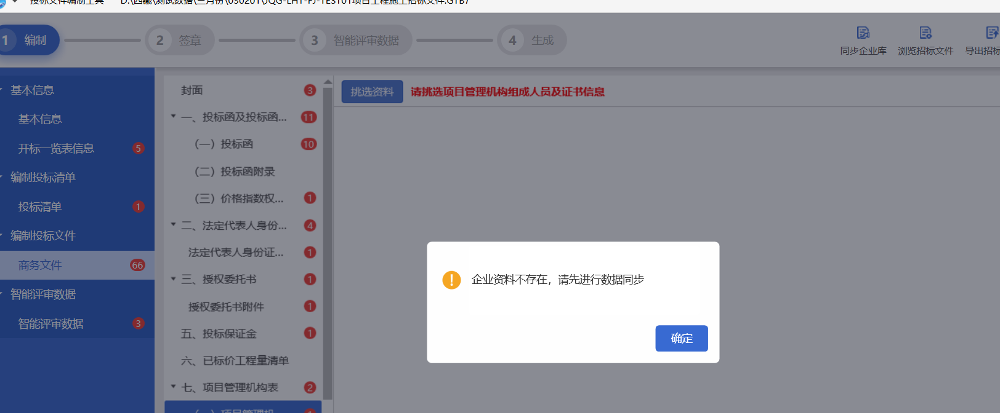 投标文件编制工具 D:\西藏\测试数据\三月份\030201\JQG-LHT-FJ-TEST01项目工程施工招标文件.GTB7
1 编制
2 签章
3 智能评审数据
4 生成
同步企业库
浏览招标文件
导出招标
基本信息
基本信息
开标一览表信息 5
编制投标清单
投标清单 1
编制投标文件
商务文件 66
智能评审数据
智能评审数据 3
封面 3
一、投标函及投标函... 11
（一）投标函 10
（二）投标函附录
（三）价格指数权... 1
二、法定代表人身份... 4
法定代表人身份证... 1
三、授权委托书 1
授权委托书附件 1
五、投标保证金 1
六、已标价工程量清单
七、项目管理机构表 2
（一）项目管理机... 1
挑选资料 请挑选项目管理机构组成人员及证书信息
企业资料不存在，请先进行数据同步
确定